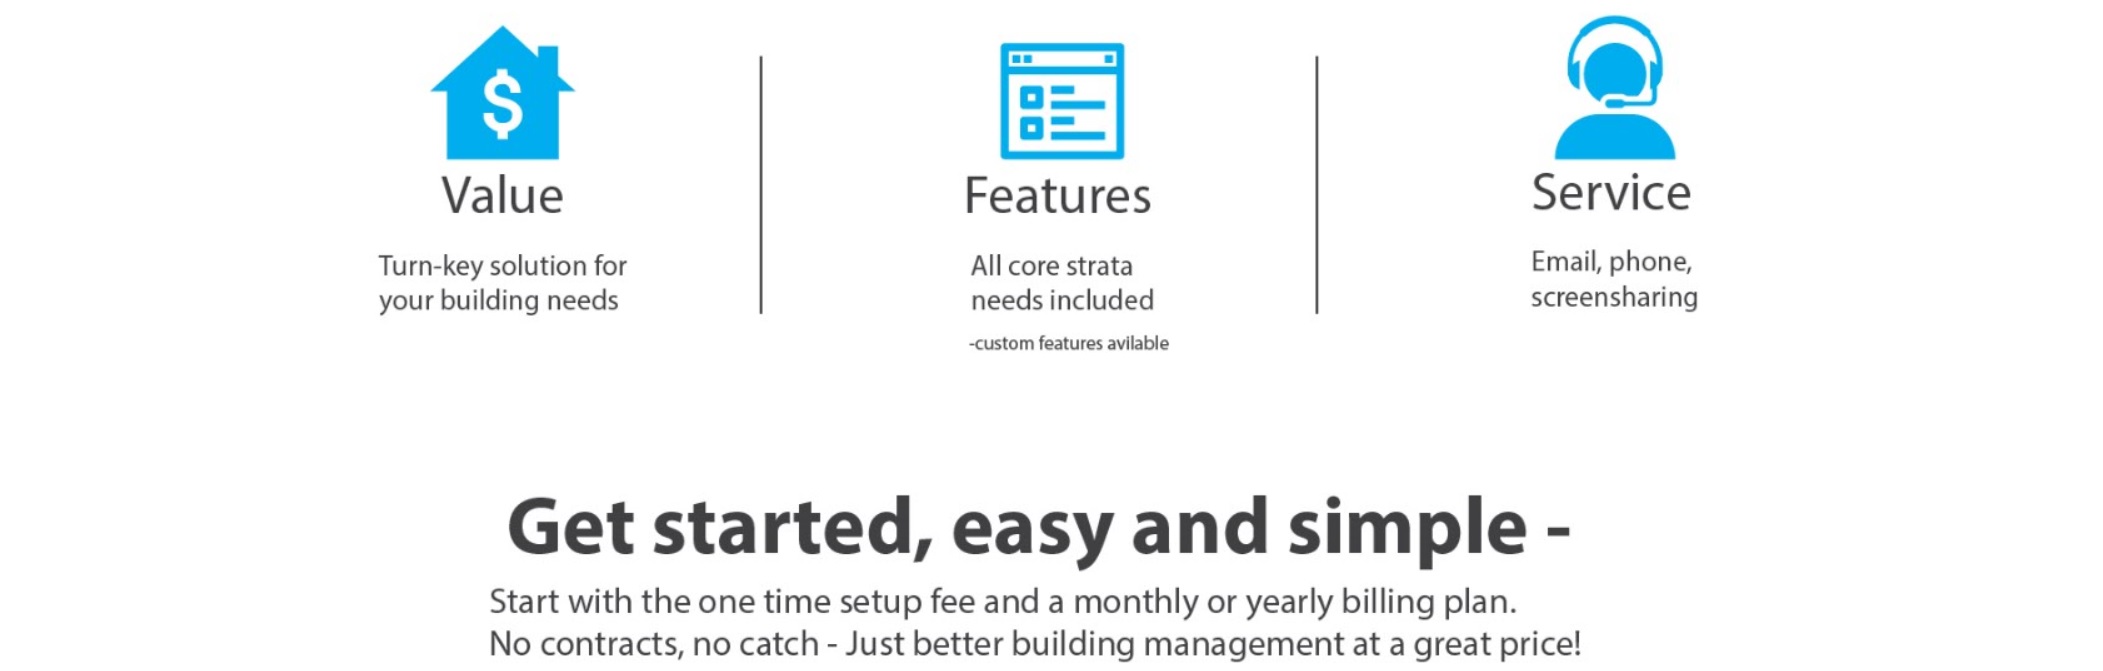 $
Value
Turn-key solution for
your building needs
Features
All core strata
needs included
-custom features avilable
Service
Email, phone,
screensharing
Get started, easy and simple -
Start with the one time setup fee and a monthly or yearly billing plan.
No contracts, no catch - Just better building management at a great price!